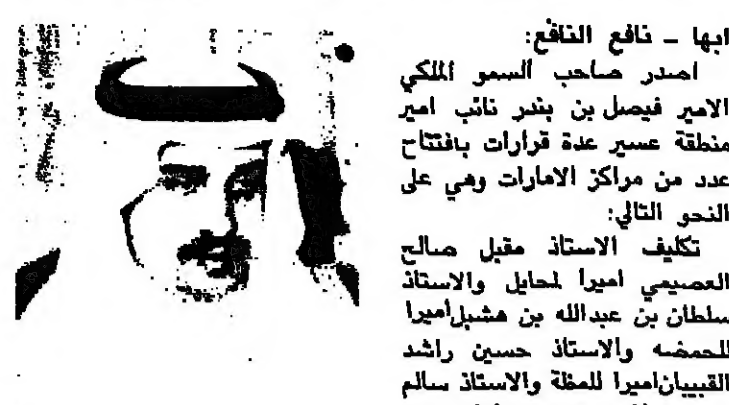 ابها ـ نافع النافع:
اصدر صاحب السمو الملكي
الامير فيصل بن بندر نائب امير
منطقة عسير عدة قرارات بافتتاح
عدد من مراكز الامارات وهي على
النحو التالي:
تكليف الاستاذ مقبل صالح
العصيمي اميرا لمحايل والاستاذ
سلطان بن عبدالله بن هشبل اميرا
للحمضه والاستاذ حسين راشد
القبيبان اميرا للمظة والاستاذ سالم